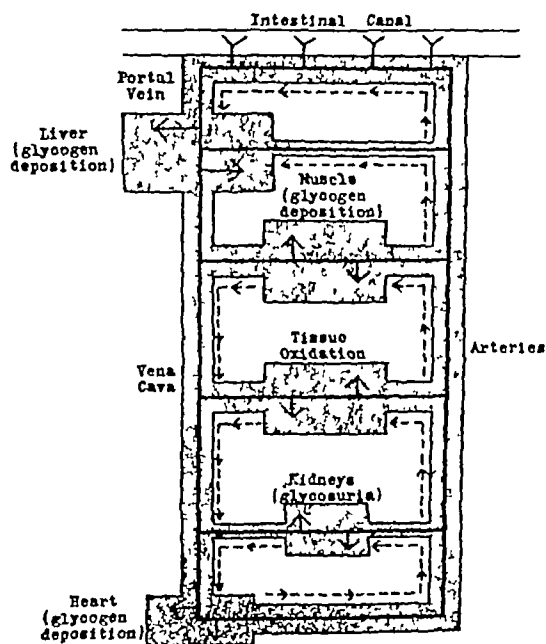 Intestinal Canal
Portal
Vein
Liver
(glycogen
deposition)
Muscle
(glycogen
deposition)
Tissuo
Oxidation
Arteries
Vena
Cava
Kidneys
(glycosuria)
Heart
(glycogen
deposition)